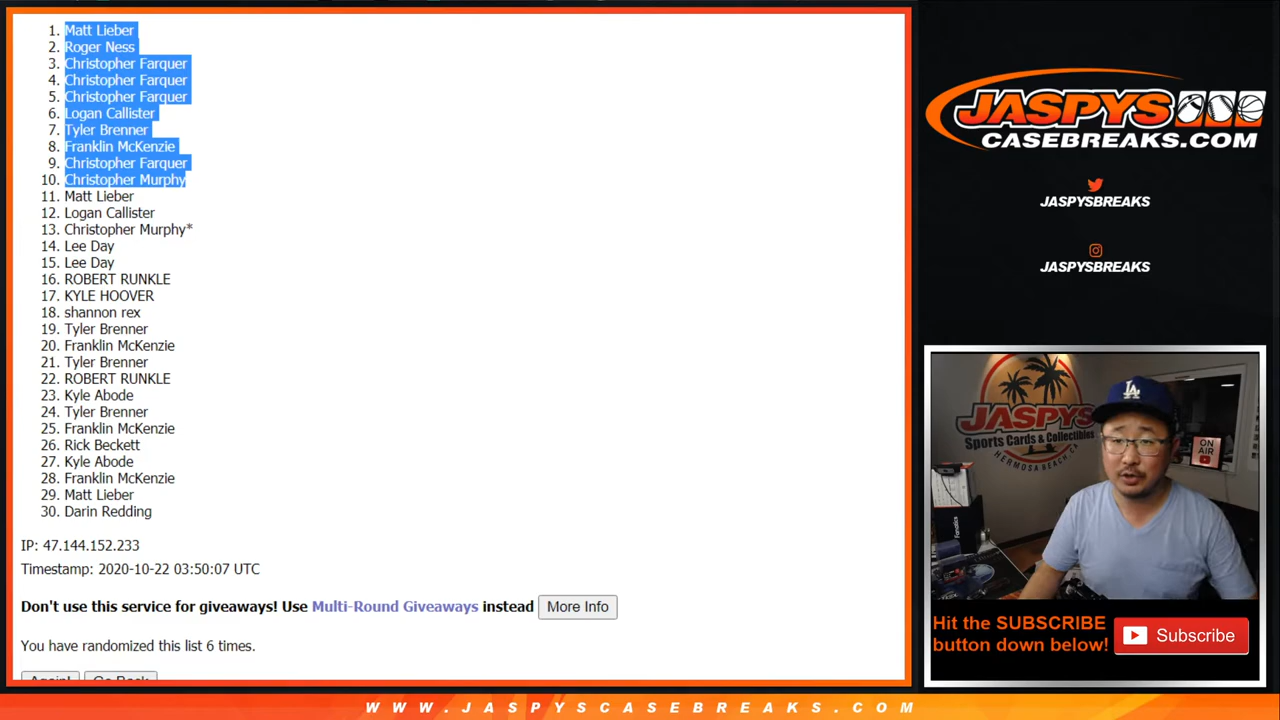 1. Matt Lieber
2. Roger Ness
3. Christopher Farquer
4. Christopher Farquer
5. Christopher Farquer
6. Logan Callister
7. Tyler Brenner
8. Franklin McKenzie
9. Christopher Farquer
10. Christopher Murphy
11. Matt Lieber
12. Logan Callister
13. Christopher Murphy*
14. Lee Day
15. Lee Day
16. ROBERT RUNKLE
17. KYLE HOOVER
18. shannon rex
19. Tyler Brenner
20. Franklin McKenzie
21. Tyler Brenner
22. ROBERT RUNKLE
23. Kyle Abode
24. Tyler Brenner
25. Franklin McKenzie
26. Rick Beckett
27. Kyle Abode
28. Franklin McKenzie
29. Matt Lieber
30. Darin Redding
IP: 47.144.152.233
Timestamp: 2020-10-22 03:50:07 UTC
Don't use this service for giveaways! Use Multi-Round Giveaways instead More Info
You have randomized this list 6 times.
Again! Go Back
JASPYS
CASEBREAKS.COM
JASPYSBREAKS
JASPYSBREAKS
JASPYS
Sports Cards & Collectibles
HERMOSA BEACH, CA
LA
ON
AIR
Fanatics
Hit the SUBSCRIBE
button down below!
Subscribe
WWW.JASPYSCASEBREAKS.COM